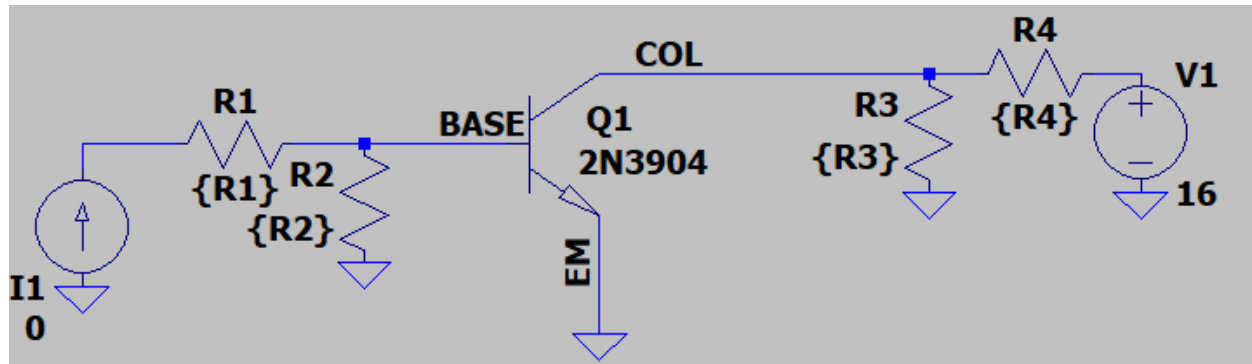 R4
COL
V1
R1
R3
{R4}
BASE
Q1
{R3}
2N3904
{R1}
R2
{R2}
16
EM
I1
0